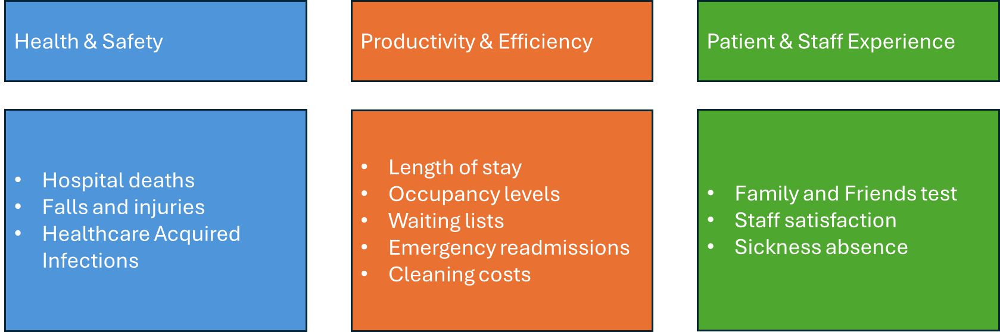 Health & Safety
Productivity & Efficiency
Patient & Staff Experience
• Hospital deaths
• Falls and injuries
• Healthcare Acquired
Infections
• Length of stay
• Occupancy levels
• Waiting lists
• Emergency readmissions
• Cleaning costs
• Family and Friends test
• Staff satisfaction
• Sickness absence